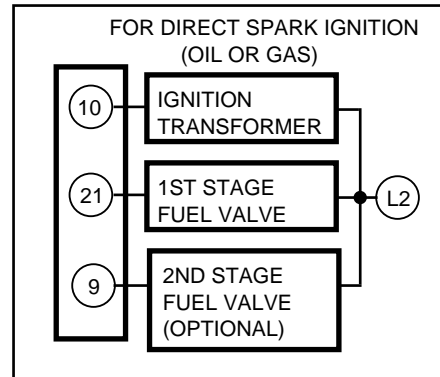 FOR DIRECT SPARK IGNITION
(OIL OR GAS)
10
IGNITION
TRANSFORMER
21
1ST STAGE
FUEL VALVE
L2
9
2ND STAGE
FUEL VALVE
(OPTIONAL)